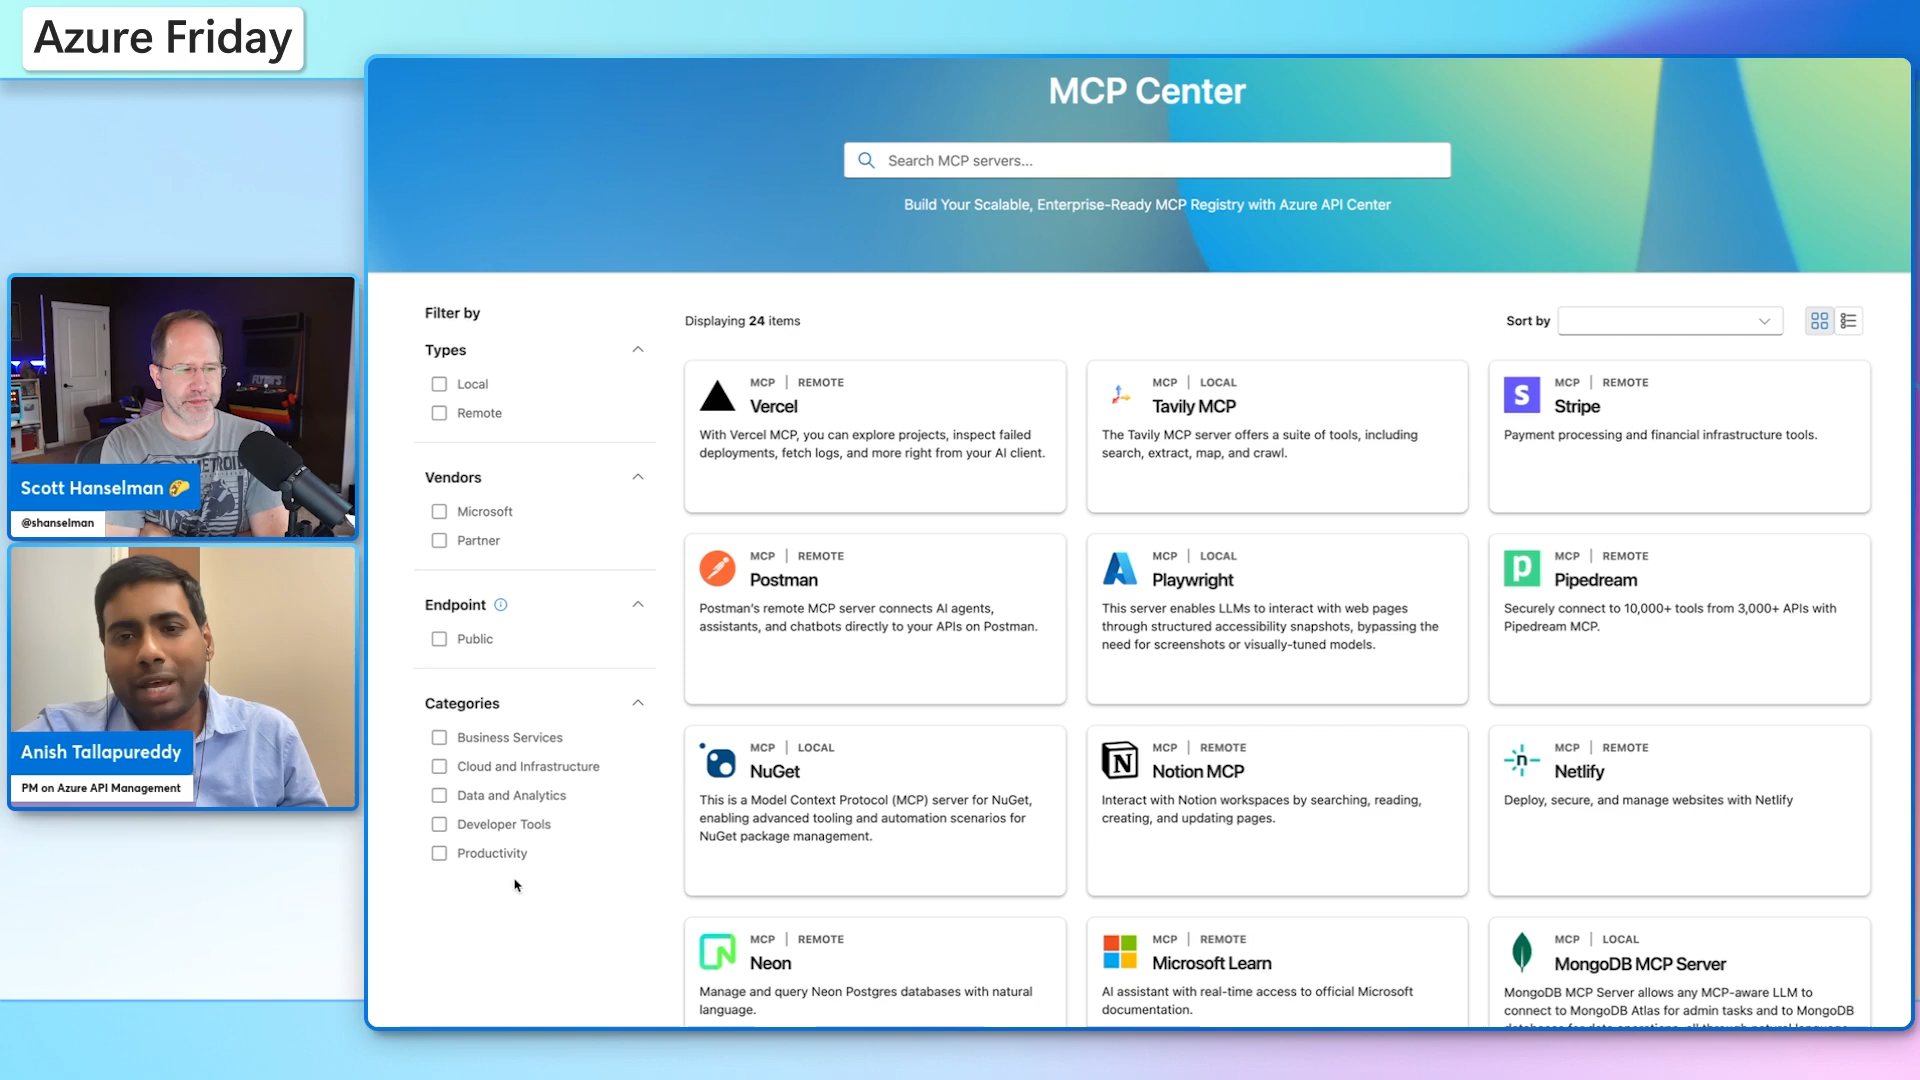 Azure Friday
MCP Center
Search MCP servers...
Build Your Scalable, Enterprise-Ready MCP Registry with Azure API Center
Scott Hanselman 🌮
@shanselman
Anish Tallapureddy
PM on Azure API Management
Filter by
Types
Local
Remote
Vendors
Microsoft
Partner
Endpoint
Public
Categories
Business Services
Cloud and Infrastructure
Data and Analytics
Developer Tools
Productivity
Displaying 24 items
Sort by
MCP | REMOTE
Vercel
With Vercel MCP, you can explore projects, inspect failed
deployments, fetch logs, and more right from your AI client.
MCP | LOCAL
Tavily MCP
The Tavily MCP server offers a suite of tools, including
search, extract, map, and crawl.
MCP | REMOTE
Stripe
Payment processing and financial infrastructure tools.
MCP | REMOTE
Postman
Postman's remote MCP server connects AI agents,
assistants, and chatbots directly to your APIs on Postman.
MCP | LOCAL
Playwright
This server enables LLMs to interact with web pages
through structured accessibility snapshots, bypassing the
need for screenshots or visually-tuned models.
MCP | REMOTE
Pipedream
Securely connect to 10,000+ tools from 3,000+ APIs with
Pipedream MCP.
MCP | LOCAL
NuGet
This is a Model Context Protocol (MCP) server for NuGet,
enabling advanced tooling and automation scenarios for
NuGet package management.
MCP | REMOTE
Notion MCP
Interact with Notion workspaces by searching, reading,
creating, and updating pages.
MCP | REMOTE
Netlify
Deploy, secure, and manage websites with Netlify
MCP | REMOTE
Neon
Manage and query Neon Postgres databases with natural
language.
MCP | REMOTE
Microsoft Learn
AI assistant with real-time access to official Microsoft
documentation.
MCP | LOCAL
MongoDB MCP Server
MongoDB MCP Server allows any MCP-aware LLM to
connect to MongoDB Atlas for admin tasks and to MongoDB